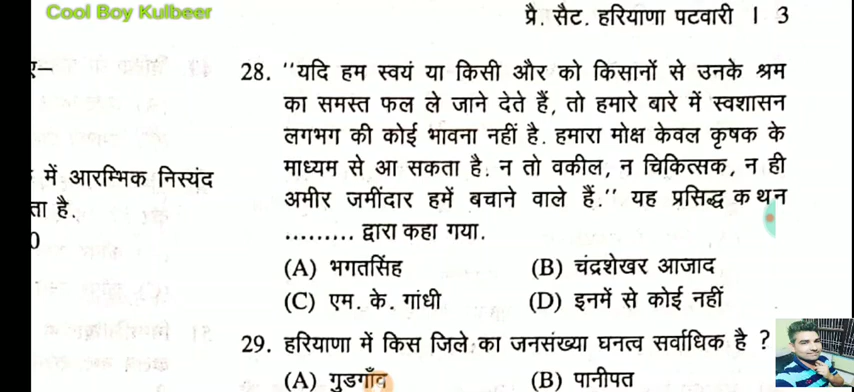 Cool Boy Kulbeer
प्रै. सैट. हरियाणा पटवारी । 3
ए–
में आरम्भिक निस्यंद
ता है.
0
28. "यदि हम स्वयं या किसी और को किसानों से उनके श्रम
का समस्त फल ले जाने देते हैं, तो हमारे बारे में स्वशासन
लगभग की कोई भावना नहीं है. हमारा मोक्ष केवल कृषक के
माध्यम से आ सकता है. न तो वकील, न चिकित्सक, न ही
अमीर जमींदार हमें बचाने वाले हैं." यह प्रसिद्ध कथन
......... द्वारा कहा गया.
(A) भगतसिंह (B) चंद्रशेखर आजाद
(C) एम. के. गांधी (D) इनमें से कोई नहीं
29. हरियाणा में किस जिले का जनसंख्या घनत्व सर्वाधिक है ?
(A) गुडगाँव (B) पानीपत